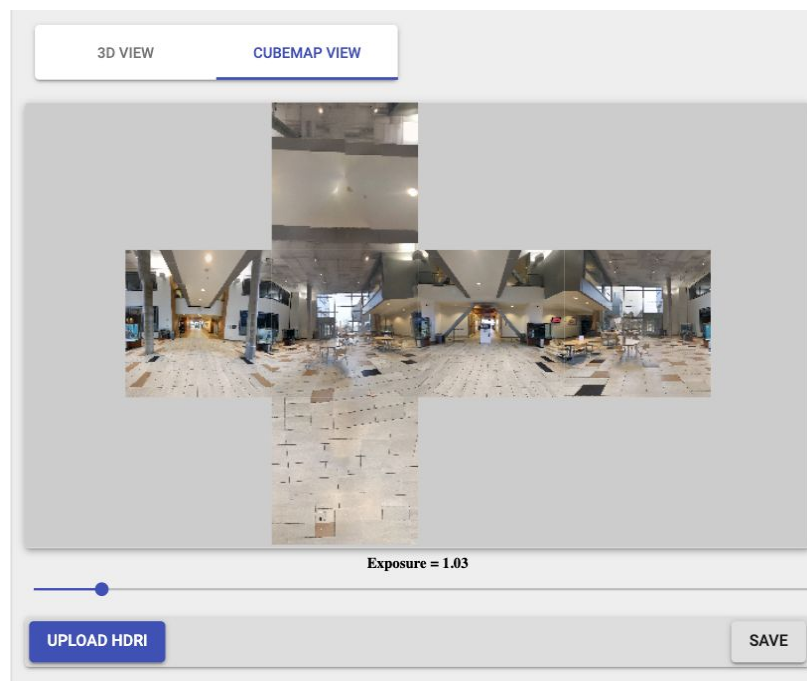 3D VIEW
CUBEMAP VIEW
Exposure = 1.03
UPLOAD HDRI
SAVE